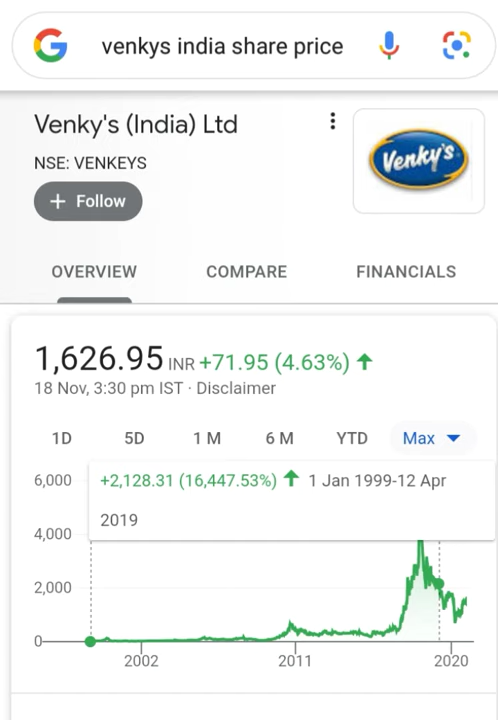 venkys india share price
Venky's (India) Ltd
Venky's
NSE: VENKEYS
+ Follow
OVERVIEW COMPARE FINANCIALS
1,626.95 INR +71.95 (4.63%) ↑
18 Nov, 3:30 pm IST · Disclaimer
1D 5D 1 M 6 M YTD Max
6,000
+2,128.31 (16,447.53%) ↑ 1 Jan 1999-12 Apr
2019
4,000
2,000
0
2002 2011 2020